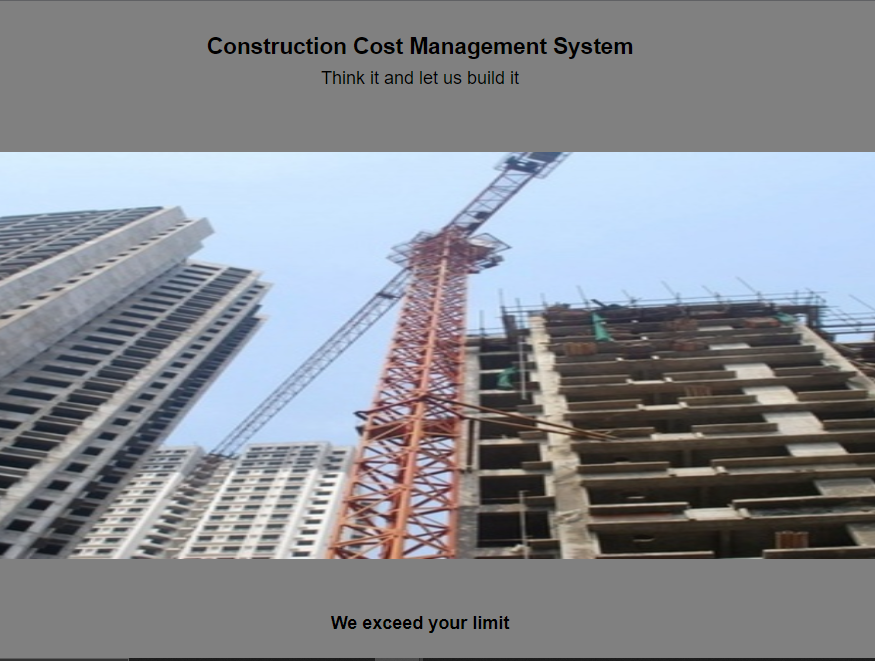 Construction Cost Management System
Think it and let us build it
We exceed your limit